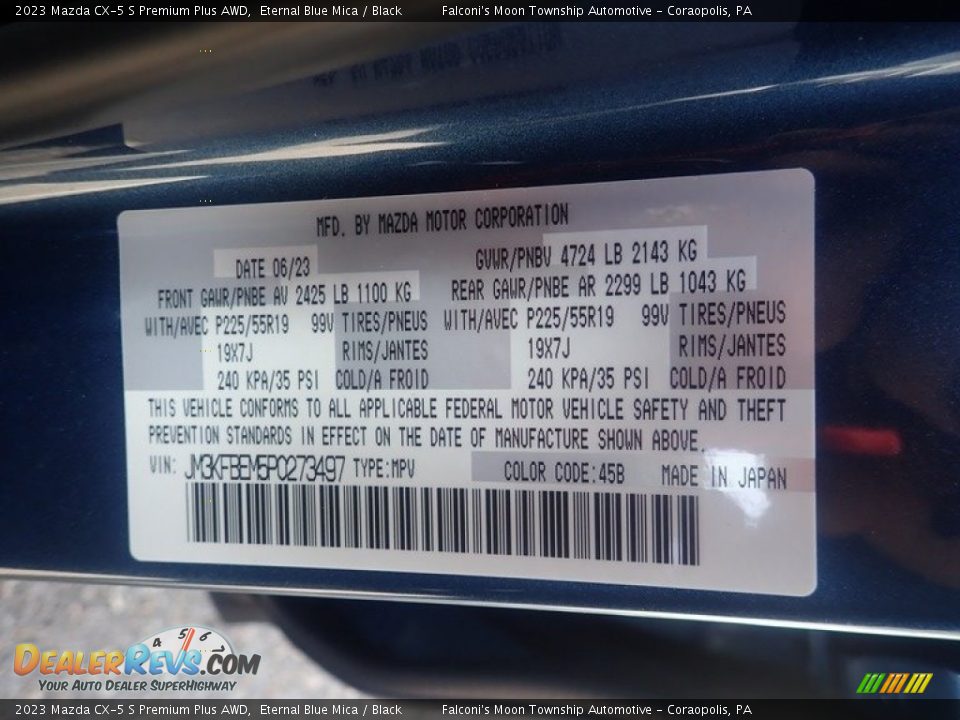 2023 Mazda CX-5 S Premium Plus AWD, Eternal Blue Mica / Black Falconi's Moon Township Automotive - Coraopolis, PA
MFD. BY MAZDA MOTOR CORPORATION
DATE 06/23 GVWR/PNBV 4724 LB 2143 KG
FRONT GAWR/PNBE AV 2425 LB 1100 KG REAR GAWR/PNBE AR 2299 LB 1043 KG
WITH/AVEC P225/55R19 99V TIRES/PNEUS WITH/AVEC P225/55R19 99V TIRES/PNEUS
19X7J RIMS/JANTES 19X7J RIMS/JANTES
240 KPA/35 PSI COLD/A FROID 240 KPA/35 PSI COLD/A FROID
THIS VEHICLE CONFORMS TO ALL APPLICABLE FEDERAL MOTOR VEHICLE SAFETY AND THEFT
PREVENTION STANDARDS IN EFFECT ON THE DATE OF MANUFACTURE SHOWN ABOVE.
VIN: JM3KFBEM5P0273497 TYPE:MPV COLOR CODE:45B MADE IN JAPAN
4 5 6
DEALERREVS.COM
YOUR AUTO DEALER SUPERHIGHWAY
2023 Mazda CX-5 S Premium Plus AWD, Eternal Blue Mica / Black Falconi's Moon Township Automotive - Coraopolis, PA